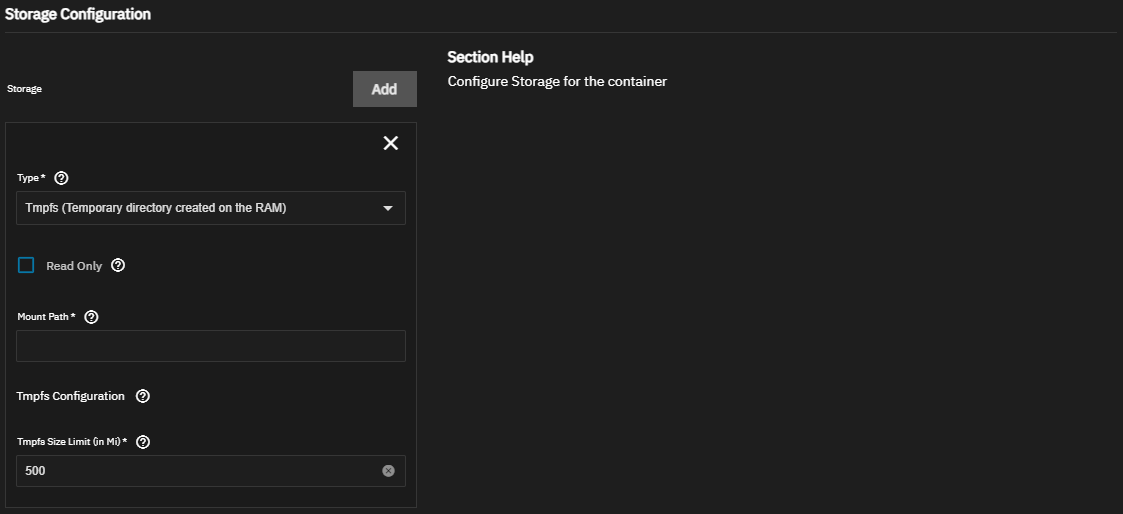 Storage Configuration
Section Help
Configure Storage for the container
Storage
Add
Type *
Tmpfs (Temporary directory created on the RAM)
Read Only
Mount Path *
Tmpfs Configuration
Tmpfs Size Limit (in Mi) *
500